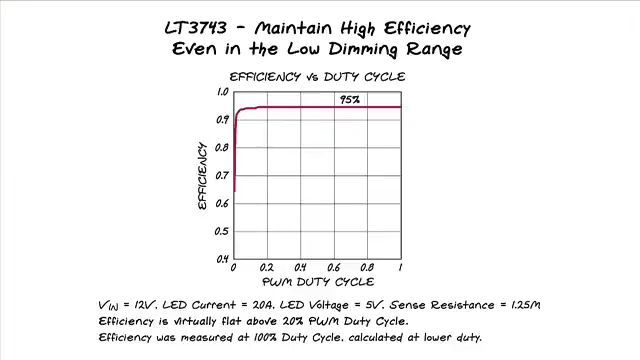 LT3743 - Maintain High Efficiency
Even in the Low Dimming Range
EFFICIENCY vs DUTY CYCLE
1.0
95%
0.9
0.8
0.7
0.6
0.5
0.4
EFFICIENCY
0 0.2 0.4 0.6 0.8 1
PWM DUTY CYCLE
VIN = 12V. LED Current = 20A. LED Voltage = 5V. Sense Resistance = 1.25M
Efficiency is virtually flat above 20% PWM Duty Cycle.
Efficiency was measured at 100% Duty Cycle. calculated at lower duty.